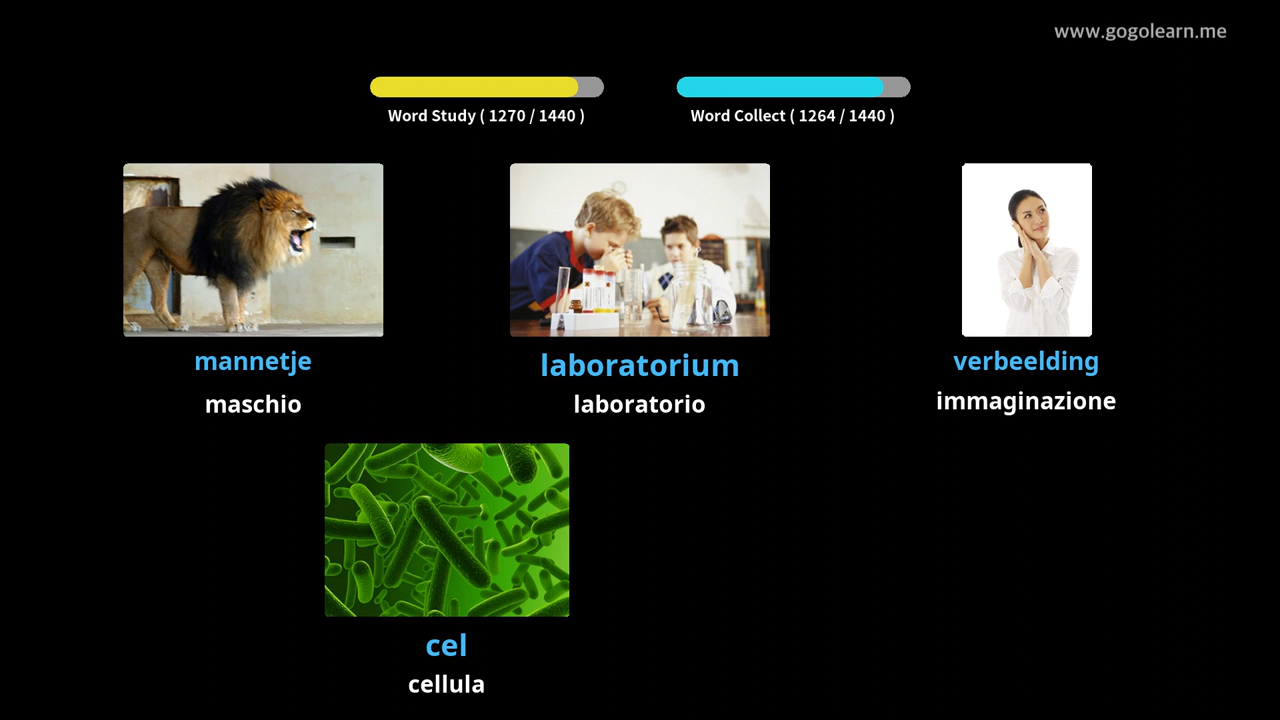 www.gogolearn.me
Word Study ( 1270 / 1440 )
Word Collect ( 1264 / 1440 )
mannetje
maschio
laboratorium
laboratorio
verbeelding
immaginazione
cel
cellula